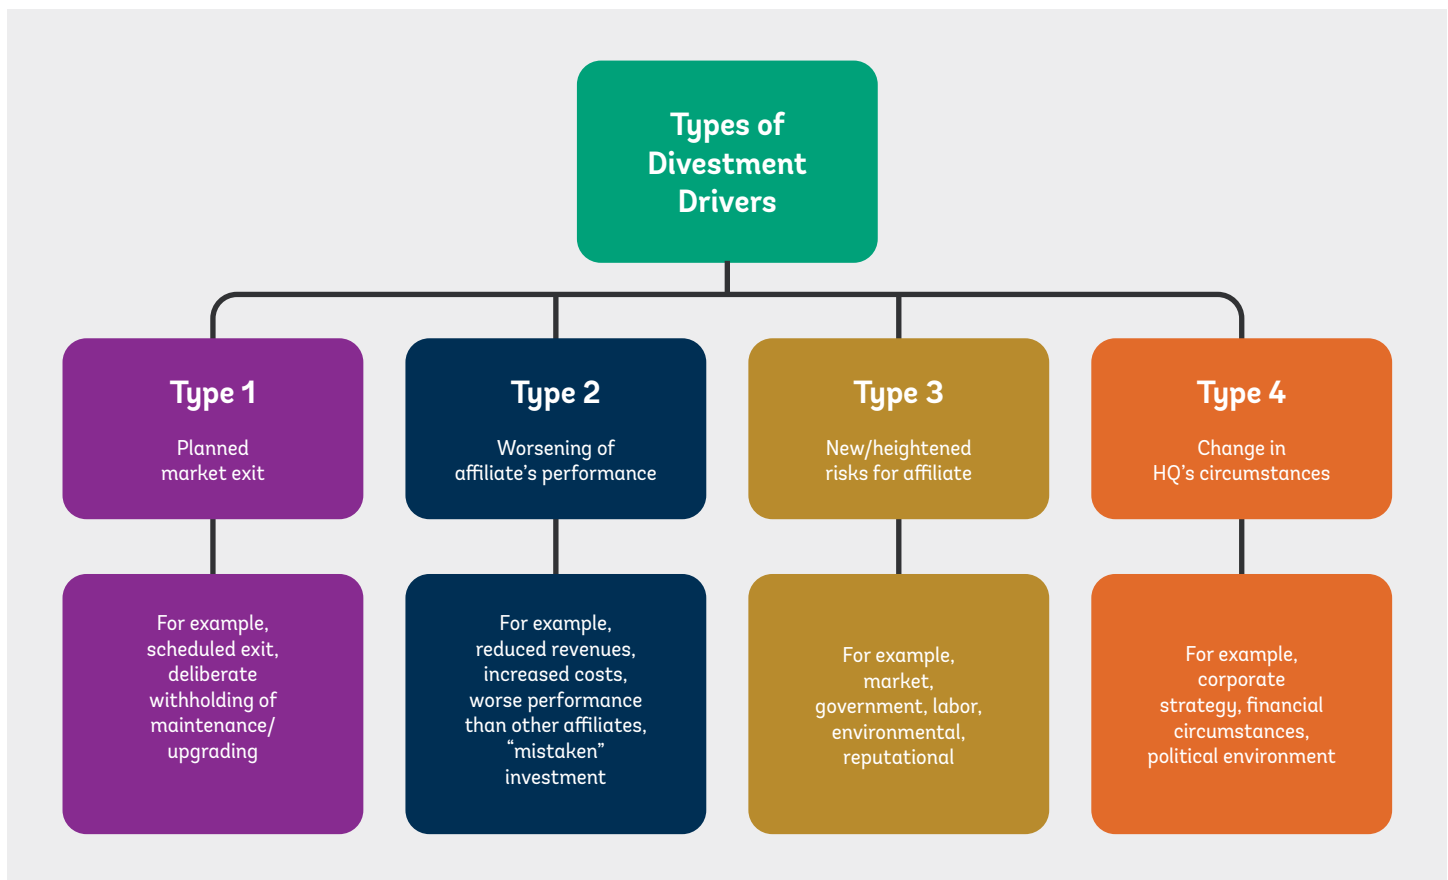 Types of
Divestment
Drivers
Type 1
Planned
market exit
Type 2
Worsening of
affiliate's performance
Type 3
New/heightened
risks for affiliate
Type 4
Change in
HQ's circumstances
For example,
scheduled exit,
deliberate
withholding of
maintenance/
upgrading
For example,
reduced revenues,
increased costs,
worse performance
than other affiliates,
“mistaken”
investment
For example,
market,
government, labor,
environmental,
reputational
For example,
corporate
strategy, financial
circumstances,
political environment